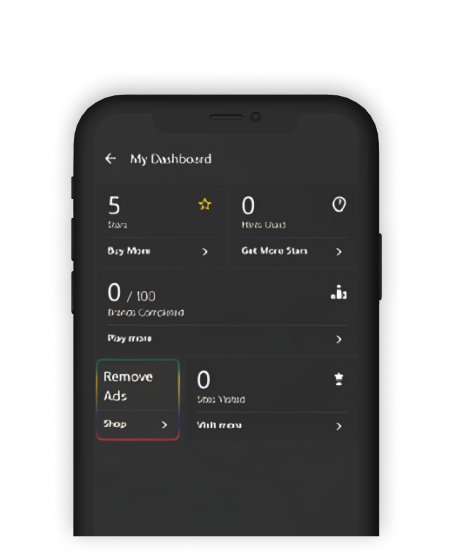 My Dashboard
5
0
Stars
Hints Used
Buy More
Get More Stars
0 / 100
Brands Completed
Play more
Remove
Ads
Shop
0
Sites Visited
Visit more